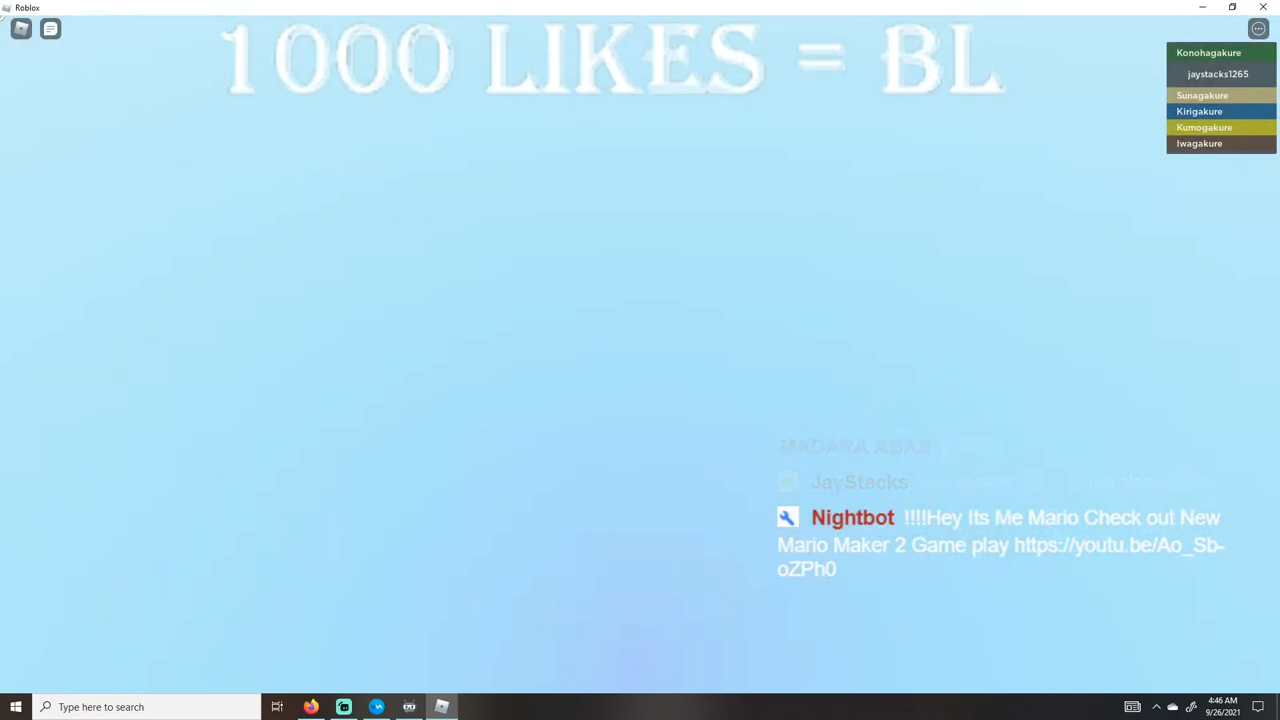 Roblox
1000 LIKES = BL
Konohagakure
jaystacks1265
Sunagakure
Kirigakure
Kumogakure
Iwagakure
MADARA ABAS
JayStacks
Nightbot !!!!Hey Its Me Mario Check out New
Mario Maker 2 Game play https://youtu.be/Ao_Sb-
oZPh0
Type here to search
4:46 AM
9/26/2021